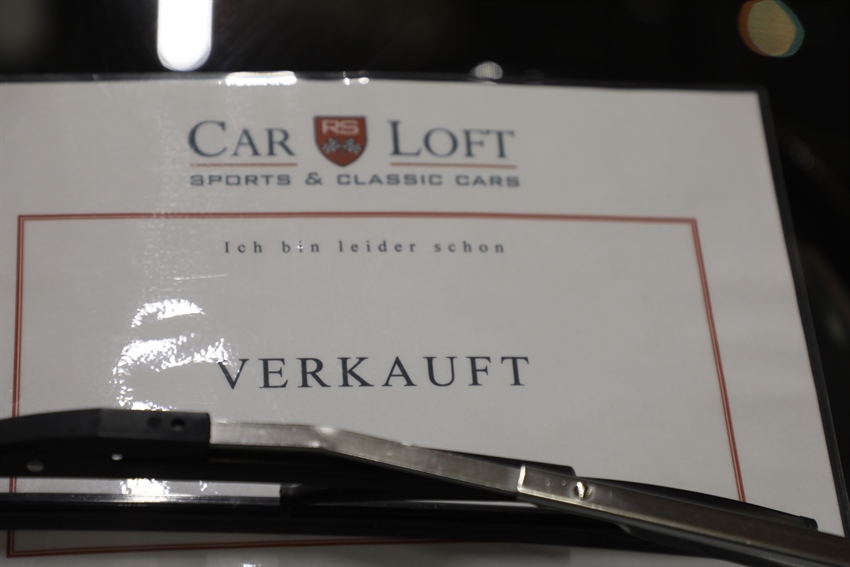 CAR RS LOFT
SPORTS & CLASSIC CARS
Ich bin leider schon
VERKAUFT